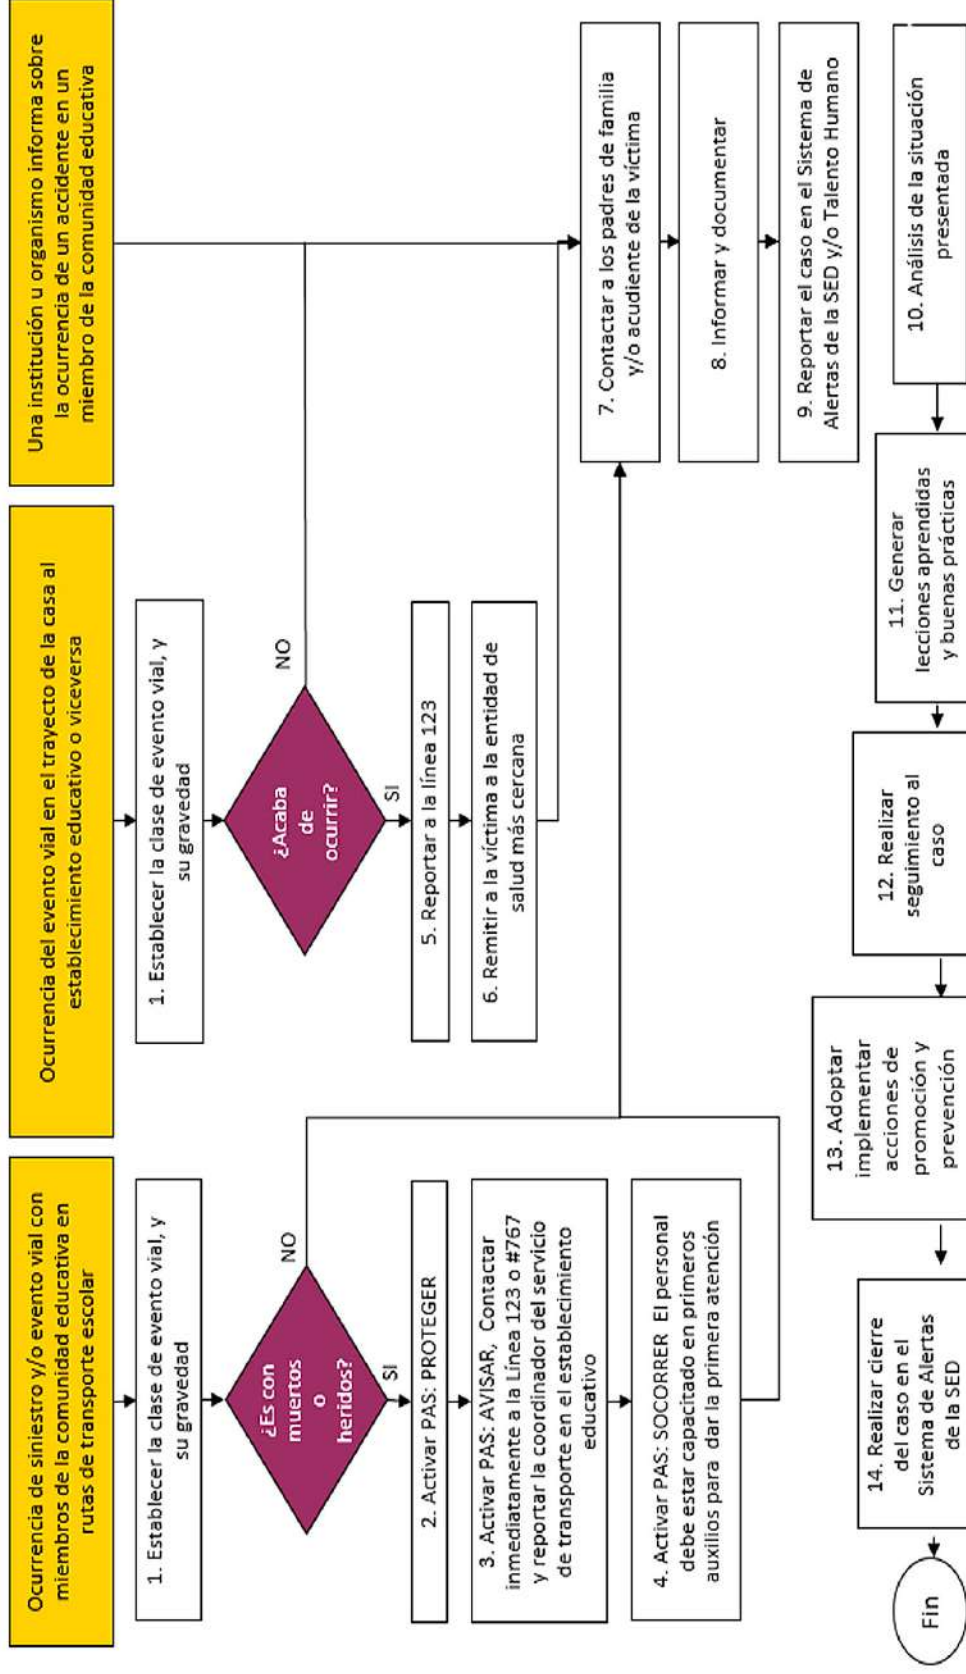 Ocurrencia de siniestro y/o evento vial con
miembros de la comunidad educativa en
rutas de transporte escolar
Ocurrencia del evento vial en el trayecto de la casa al
establecimiento educativo o viceversa
Una institución u organismo informa sobre
la ocurrencia de un accidente en un
miembro de la comunidad educativa
1. Establecer la clase de evento vial, y
su gravedad
¿Es con
muertos
o
heridos?
NO
SI
2. Activar PAS: PROTEGER
3. Activar PAS: AVISAR, Contactar
inmediatamente a la Línea 123 o #767
y reportar la coordinador del servicio
de transporte en el establecimiento
educativo
4. Activar PAS: SOCORRER El personal
debe estar capacitado en primeros
auxilios para dar la primera atención
1. Establecer la clase de evento vial, y
su gravedad
¿Acaba
de
ocurrir?
NO
SI
5. Reportar a la línea 123
6. Remitir a la víctima a la entidad de
salud más cercana
7. Contactar a los padres de familia
y/o acudiente de la víctima
8. Informar y documentar
9. Reportar el caso en el Sistema de
Alertas de la SED y/o Talento Humano
10. Análisis de la situación
presentada
11. Generar
lecciones aprendidas
y buenas prácticas
12. Realizar
seguimiento al
caso
13. Adoptar
implementar
acciones de
promoción y
prevención
14. Realizar cierre
del caso en el
Sistema de Alertas
de la SED
Fin